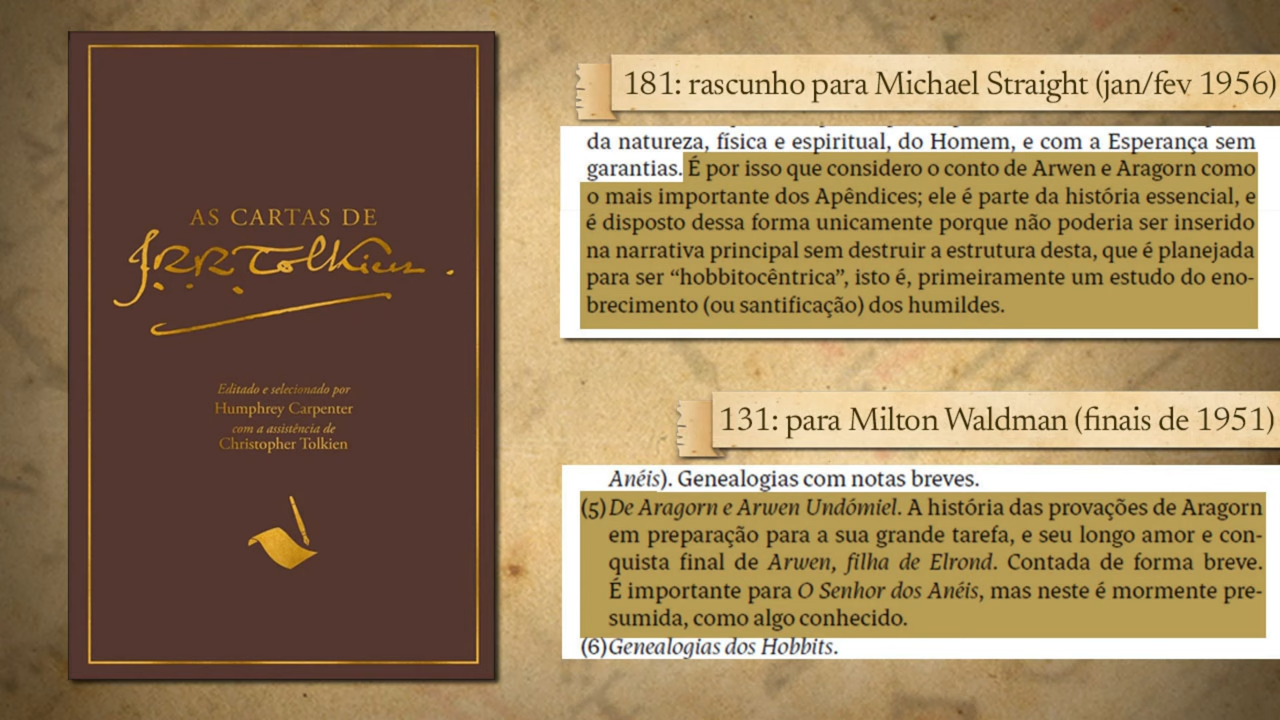 AS CARTAS DE
J.R.R. Tolkien.
Editado e selecionado por
Humphrey Carpenter
com a assistência de
Christopher Tolkien
181: rascunho para Michael Straight (jan/fev 1956)
da natureza, física e espiritual, do Homem, e com a Esperança sem
garantias. É por isso que considero o conto de Arwen e Aragorn como
o mais importante dos Apêndices; ele é parte da história essencial, e
é disposto dessa forma unicamente porque não poderia ser inserido
na narrativa principal sem destruir a estrutura desta, que é planejada
para ser “hobbitocêntrica”, isto é, primeiramente um estudo do eno-
brecimento (ou santificação) dos humildes.
131: para Milton Waldman (finais de 1951)
Anéis). Genealogias com notas breves.
(5) De Aragorn e Arwen Undómiel. A história das provações de Aragorn
em preparação para a sua grande tarefa, e seu longo amor e con-
quista final de Arwen, filha de Elrond. Contada de forma breve.
É importante para O Senhor dos Anéis, mas neste é mormente pre-
sumida, como algo conhecido.
(6) Genealogias dos Hobbits.